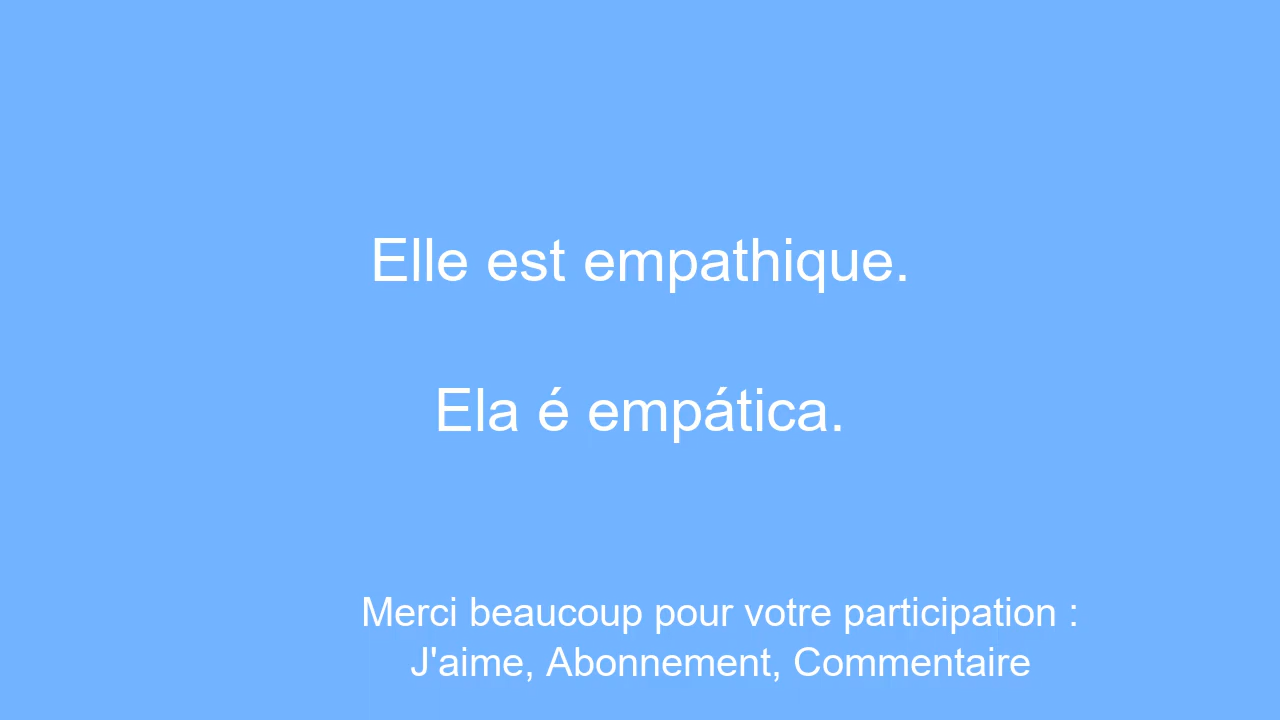 Elle est empathique.
Ela é empática.
Merci beaucoup pour votre participation :
J'aime, Abonnement, Commentaire